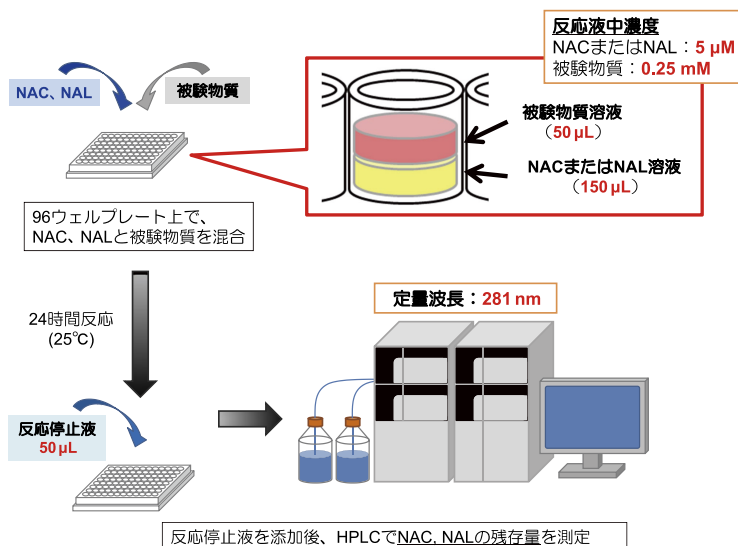 反応液中濃度
NACまたはNAL：5 μM
被験物質：0.25 mM
NAC、NAL
被験物質
被験物質溶液
（50 μL）
NACまたはNAL溶液
（150 μL）
96ウェルプレート上で、
NAC、NALと被験物質を混合
24時間反応
(25℃)
定量波長：281 nm
反応停止液
50 μL
反応停止液を添加後、HPLCでNAC, NALの残存量を測定